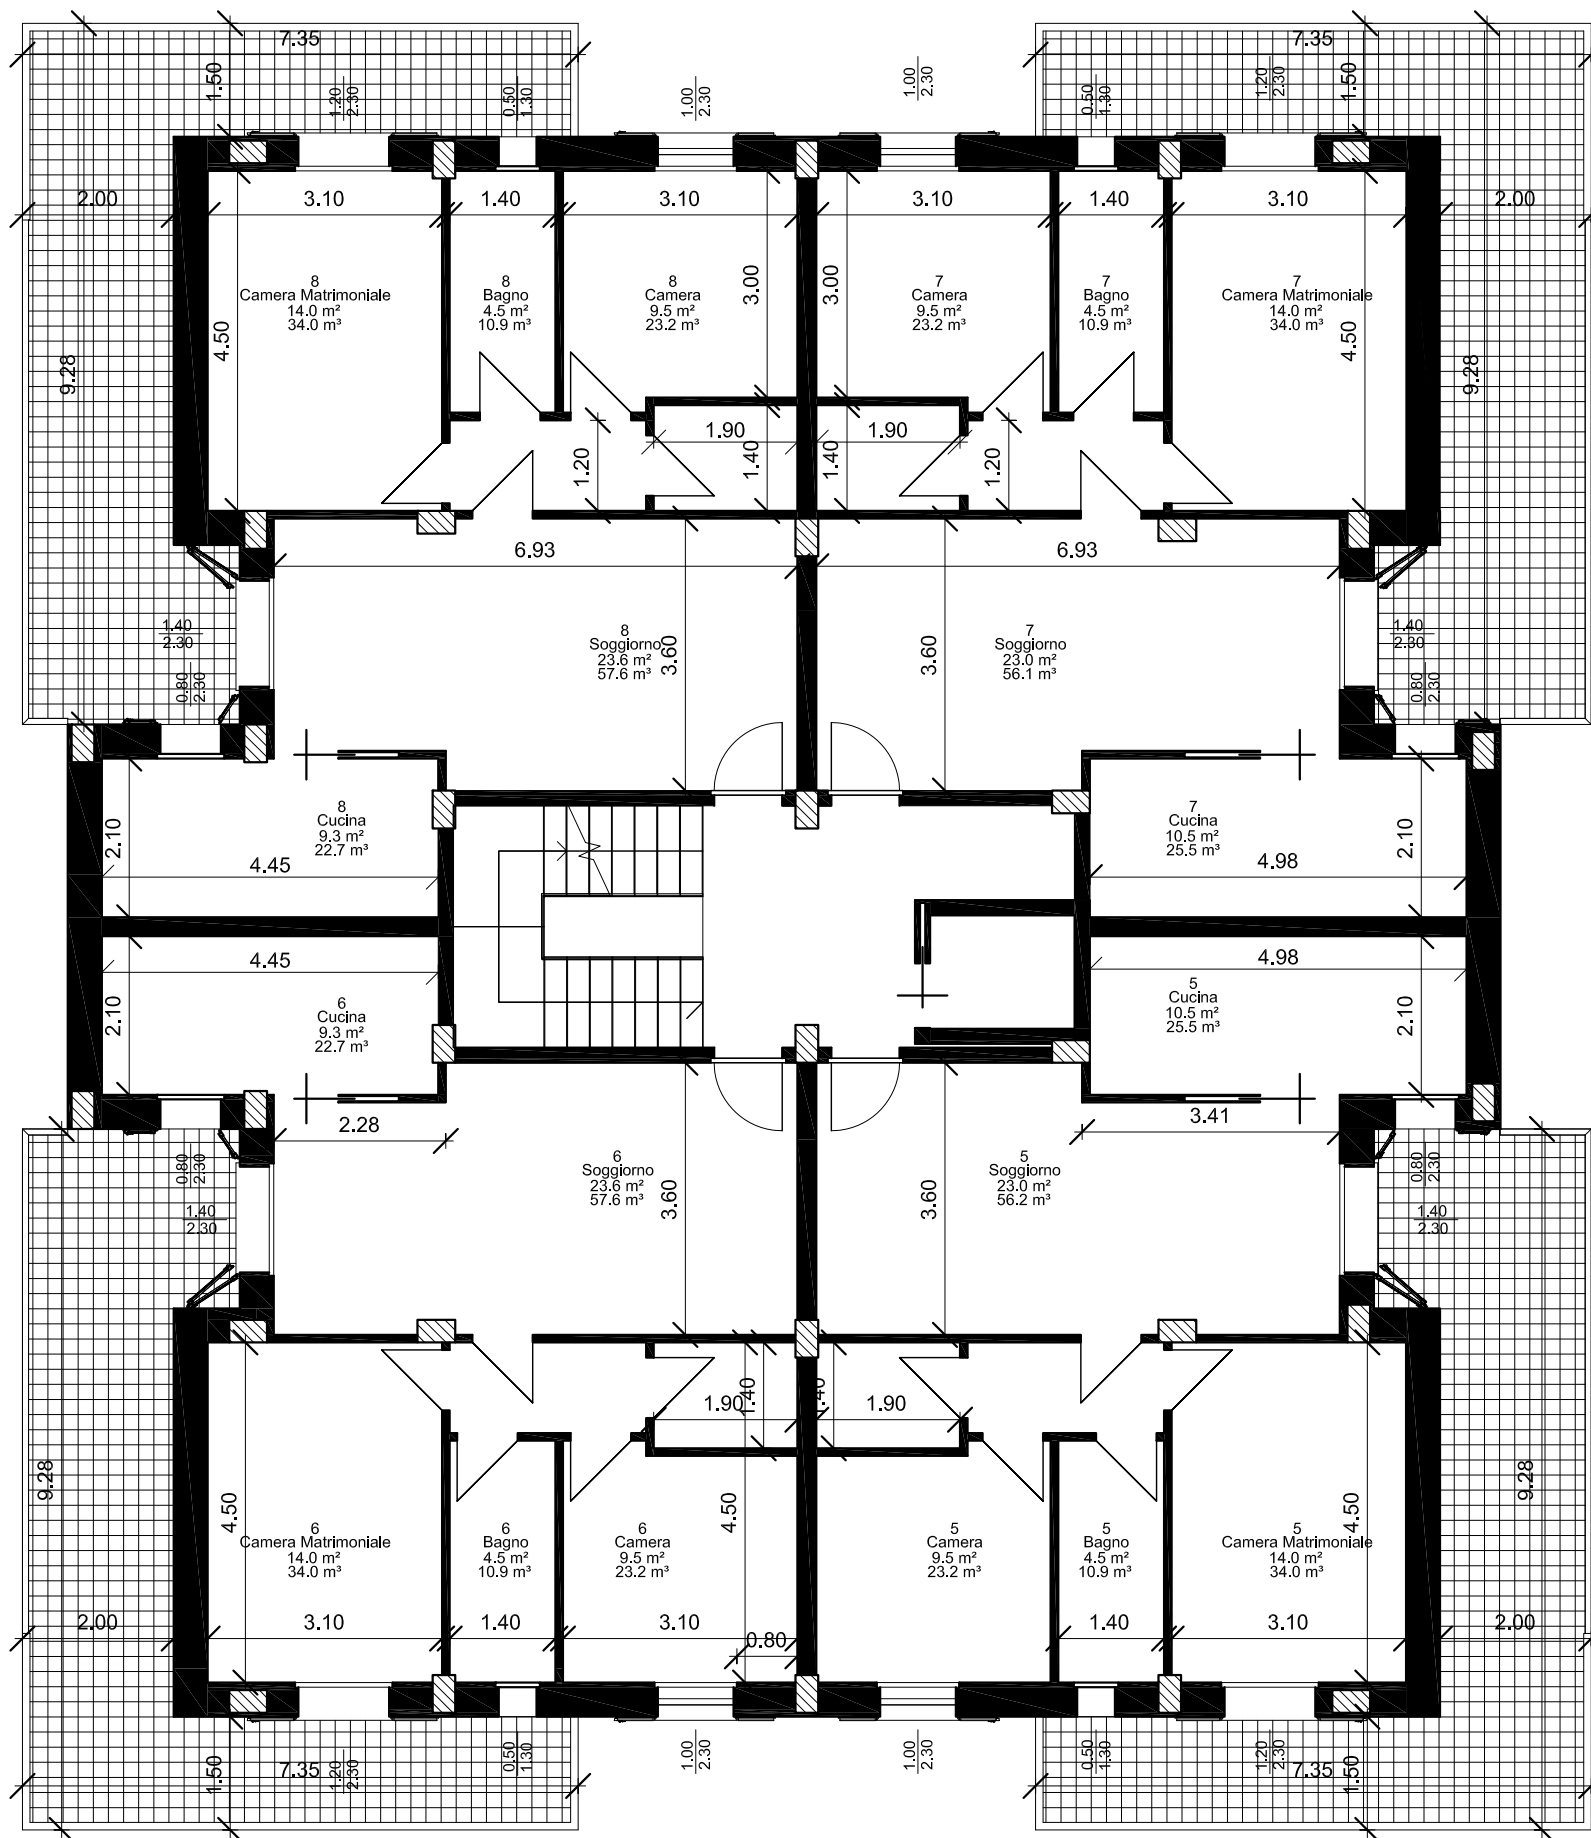 7.35
7.35
1.50
1.20
2.30
0.50
1.30
1.00
2.30
1.00
2.30
0.50
1.30
1.20
2.30
1.50
2.00
3.10
1.40
3.10
3.10
1.40
3.10
2.00
8
Camera Matrimoniale
14.0 m²
34.0 m³
8
Bagno
4.5 m²
10.9 m³
8
Camera
9.5 m²
23.2 m³
3.00
3.00
7
Camera
9.5 m²
23.2 m³
7
Bagno
4.5 m²
10.9 m³
7
Camera Matrimoniale
14.0 m²
34.0 m³
4.50
4.50
9.28
9.28
1.90
1.90
1.20
1.40
1.40
1.20
6.93
6.93
1.40
2.30
0.80
2.30
8
Soggiorno
23.6 m²
57.6 m³
3.60
3.60
7
Soggiorno
23.0 m²
56.1 m³
1.40
2.30
0.80
2.30
2.10
8
Cucina
9.3 m²
22.7 m³
4.45
7
Cucina
10.5 m²
25.5 m³
4.98
2.10
4.45
4.98
2.10
6
Cucina
9.3 m²
22.7 m³
5
Cucina
10.5 m²
25.5 m³
2.10
2.28
3.41
0.80
2.30
1.40
2.30
6
Soggiorno
23.6 m²
57.6 m³
3.60
3.60
5
Soggiorno
23.0 m²
56.2 m³
0.80
2.30
1.40
2.30
1.90
1.40
1.40
1.90
9.28
4.50
4.50
4.50
9.28
6
Camera Matrimoniale
14.0 m²
34.0 m³
6
Bagno
4.5 m²
10.9 m³
6
Camera
9.5 m²
23.2 m³
5
Camera
9.5 m²
23.2 m³
5
Bagno
4.5 m²
10.9 m³
5
Camera Matrimoniale
14.0 m²
34.0 m³
2.00
3.10
1.40
3.10
0.80
1.40
3.10
2.00
1.50
7.35
1.20
2.30
0.50
1.30
1.00
2.30
1.00
2.30
0.50
1.30
1.20
2.30
7.35
1.50